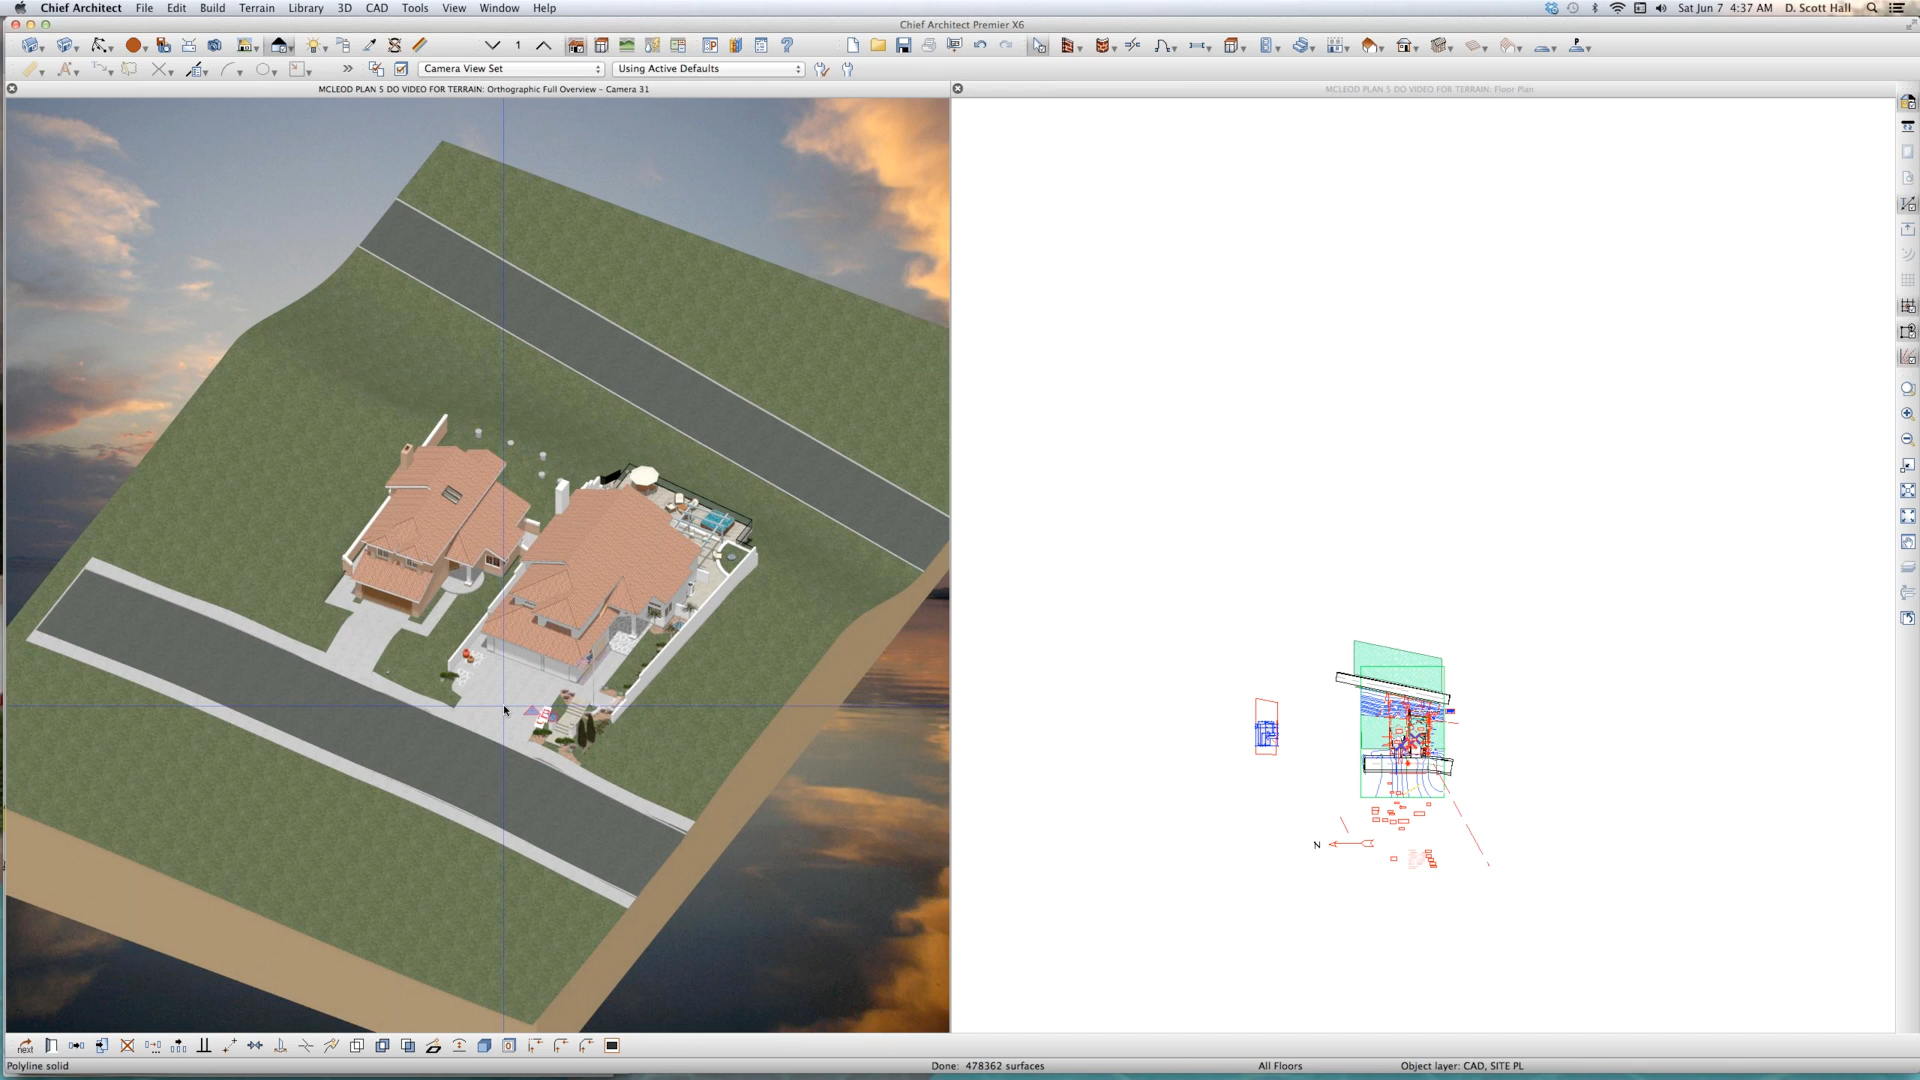 Chief Architect File Edit Build Terrain Library 3D CAD Tools View Window Help Sat Jun 7 4:37 AM D. Scott Hall
Chief Architect Premier X6
1
Camera View Set Using Active Defaults
MCLEOD PLAN 5 DO VIDEO FOR TERRAIN: Orthographic Full Overview - Camera 31 MCLEOD PLAN 5 DO VIDEO FOR TERRAIN: Floor Plan
N
next
Polyline solid Done: 478362 surfaces All Floors Object layer: CAD, SITE PL